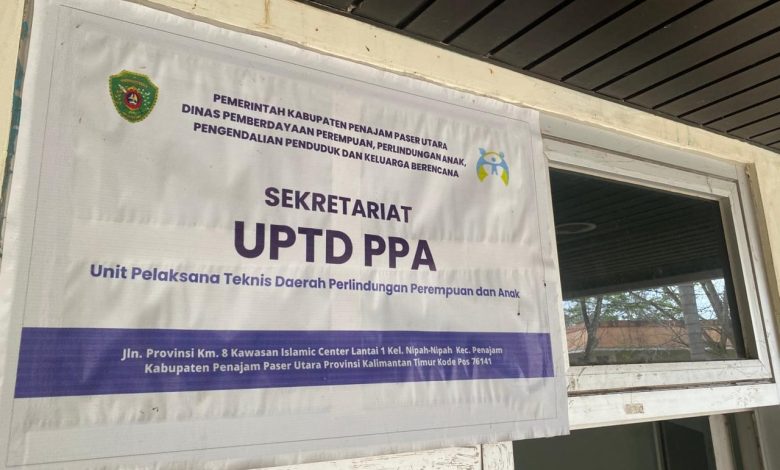 PEMERINTAH KABUPATEN PENAJAM PASER UTARA
DINAS PEMBERDAYAAN PEREMPUAN, PERLINDUNGAN ANAK,
PENGENDALIAN PENDUDUK DAN KELUARGA BERENCANA
SEKRETARIAT
UPTD PPA
Unit Pelaksana Teknis Daerah Perlindungan Perempuan dan Anak
Jln. Provinsi Km. 8 Kawasan Islamic Center Lantai 1 Kel. Nipah-Nipah Kec. Penajam
Kabupaten Penajam Paser Utara Provinsi Kalimantan Timur Kode Pos 76141